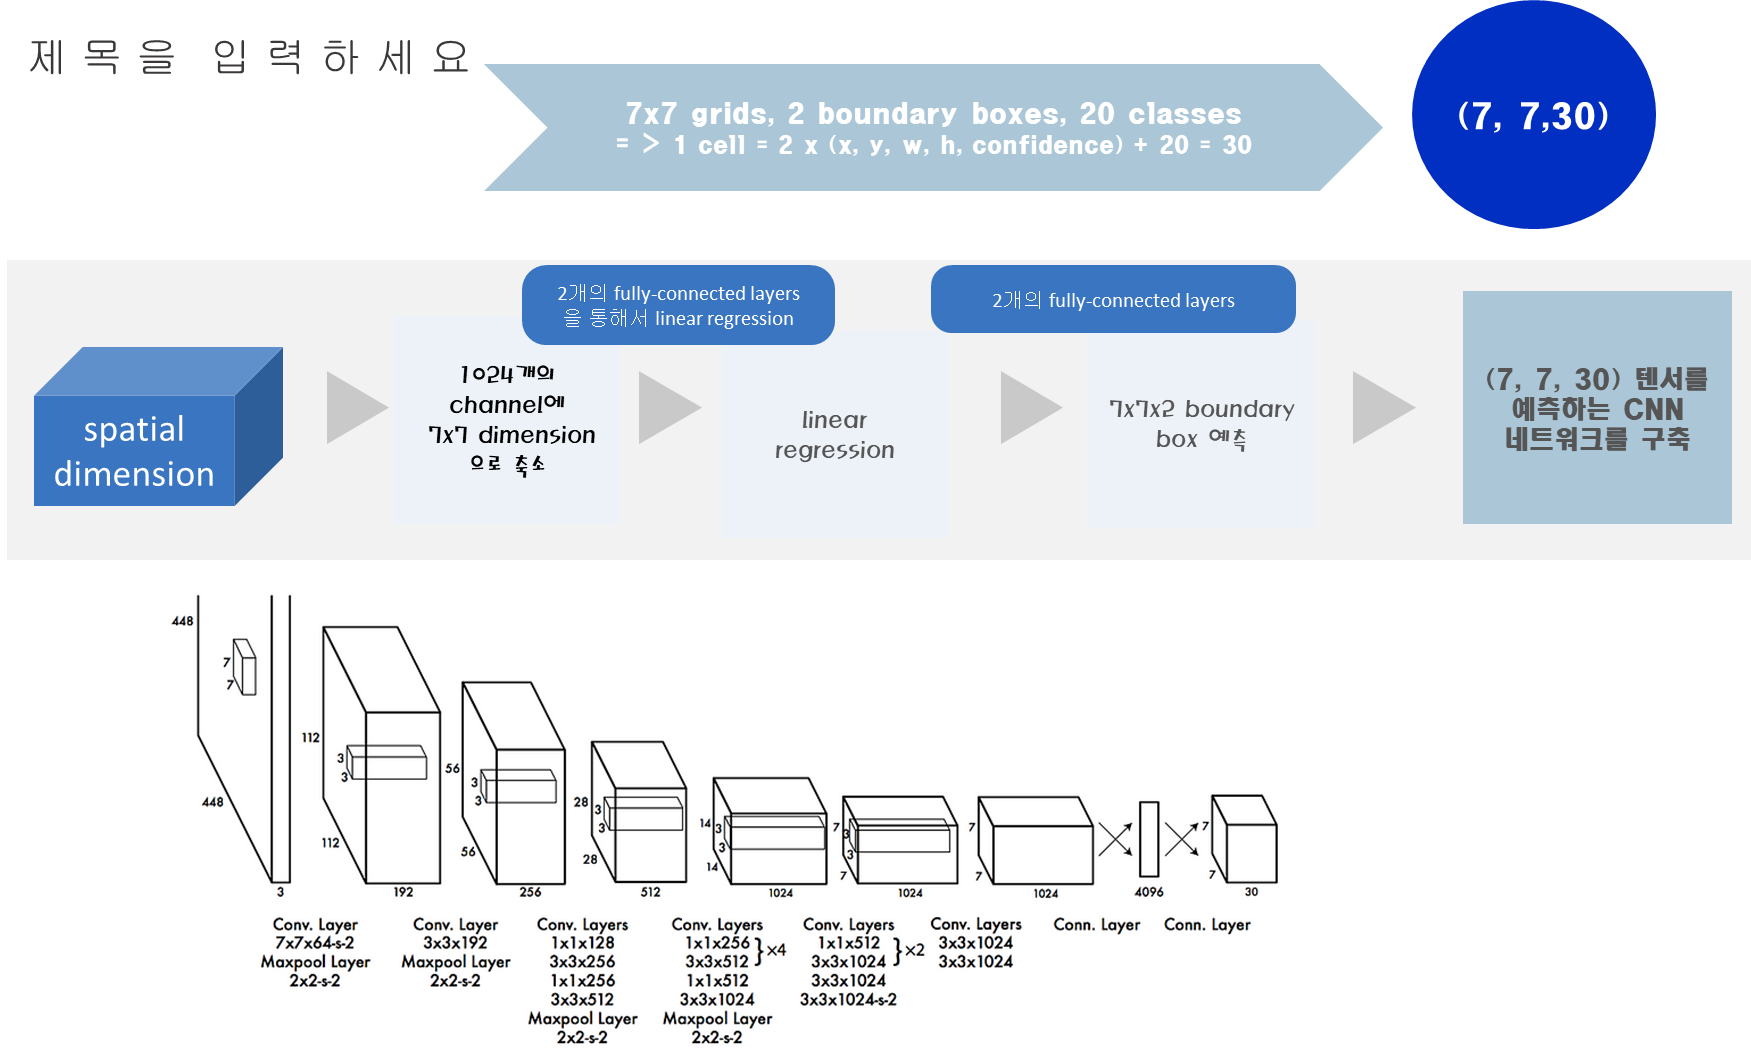 제목을 입력하세요
7x7 grids, 2 boundary boxes, 20 classes
= > 1 cell = 2 x (x, y, w, h, confidence) + 20 = 30
(7, 7,30)
2개의 fully-connected layers
을 통해서 linear regression
2개의 fully-connected layers
spatial
dimension
1024개의
channel에
7x7 dimension
으로 축소
linear
regression
7x7x2 boundary
box 예측
(7, 7, 30) 텐서를
예측하는 CNN
네트워크를 구축
448
448
7
7
3
112
112
3
3
192
56
56
3
3
256
28
28
3
3
512
14
14
3
3
1024
7
7
3
3
1024
7
7
1024
4096
7
7
30
Conv. Layer
7x7x64-s-2
Maxpool Layer
2x2-s-2
Conv. Layer
3x3x192
Maxpool Layer
2x2-s-2
Conv. Layers
1x1x128
3x3x256
1x1x256
3x3x512
Maxpool Layer
2x2-s-2
Conv. Layers
1x1x256
3x3x512
}×4
1x1x512
3x3x1024
Maxpool Layer
2x2-s-2
Conv. Layers
1x1x512
3x3x1024
}×2
3x3x1024
3x3x1024-s-2
Conv. Layers
3x3x1024
3x3x1024
Conn. Layer
Conn. Layer